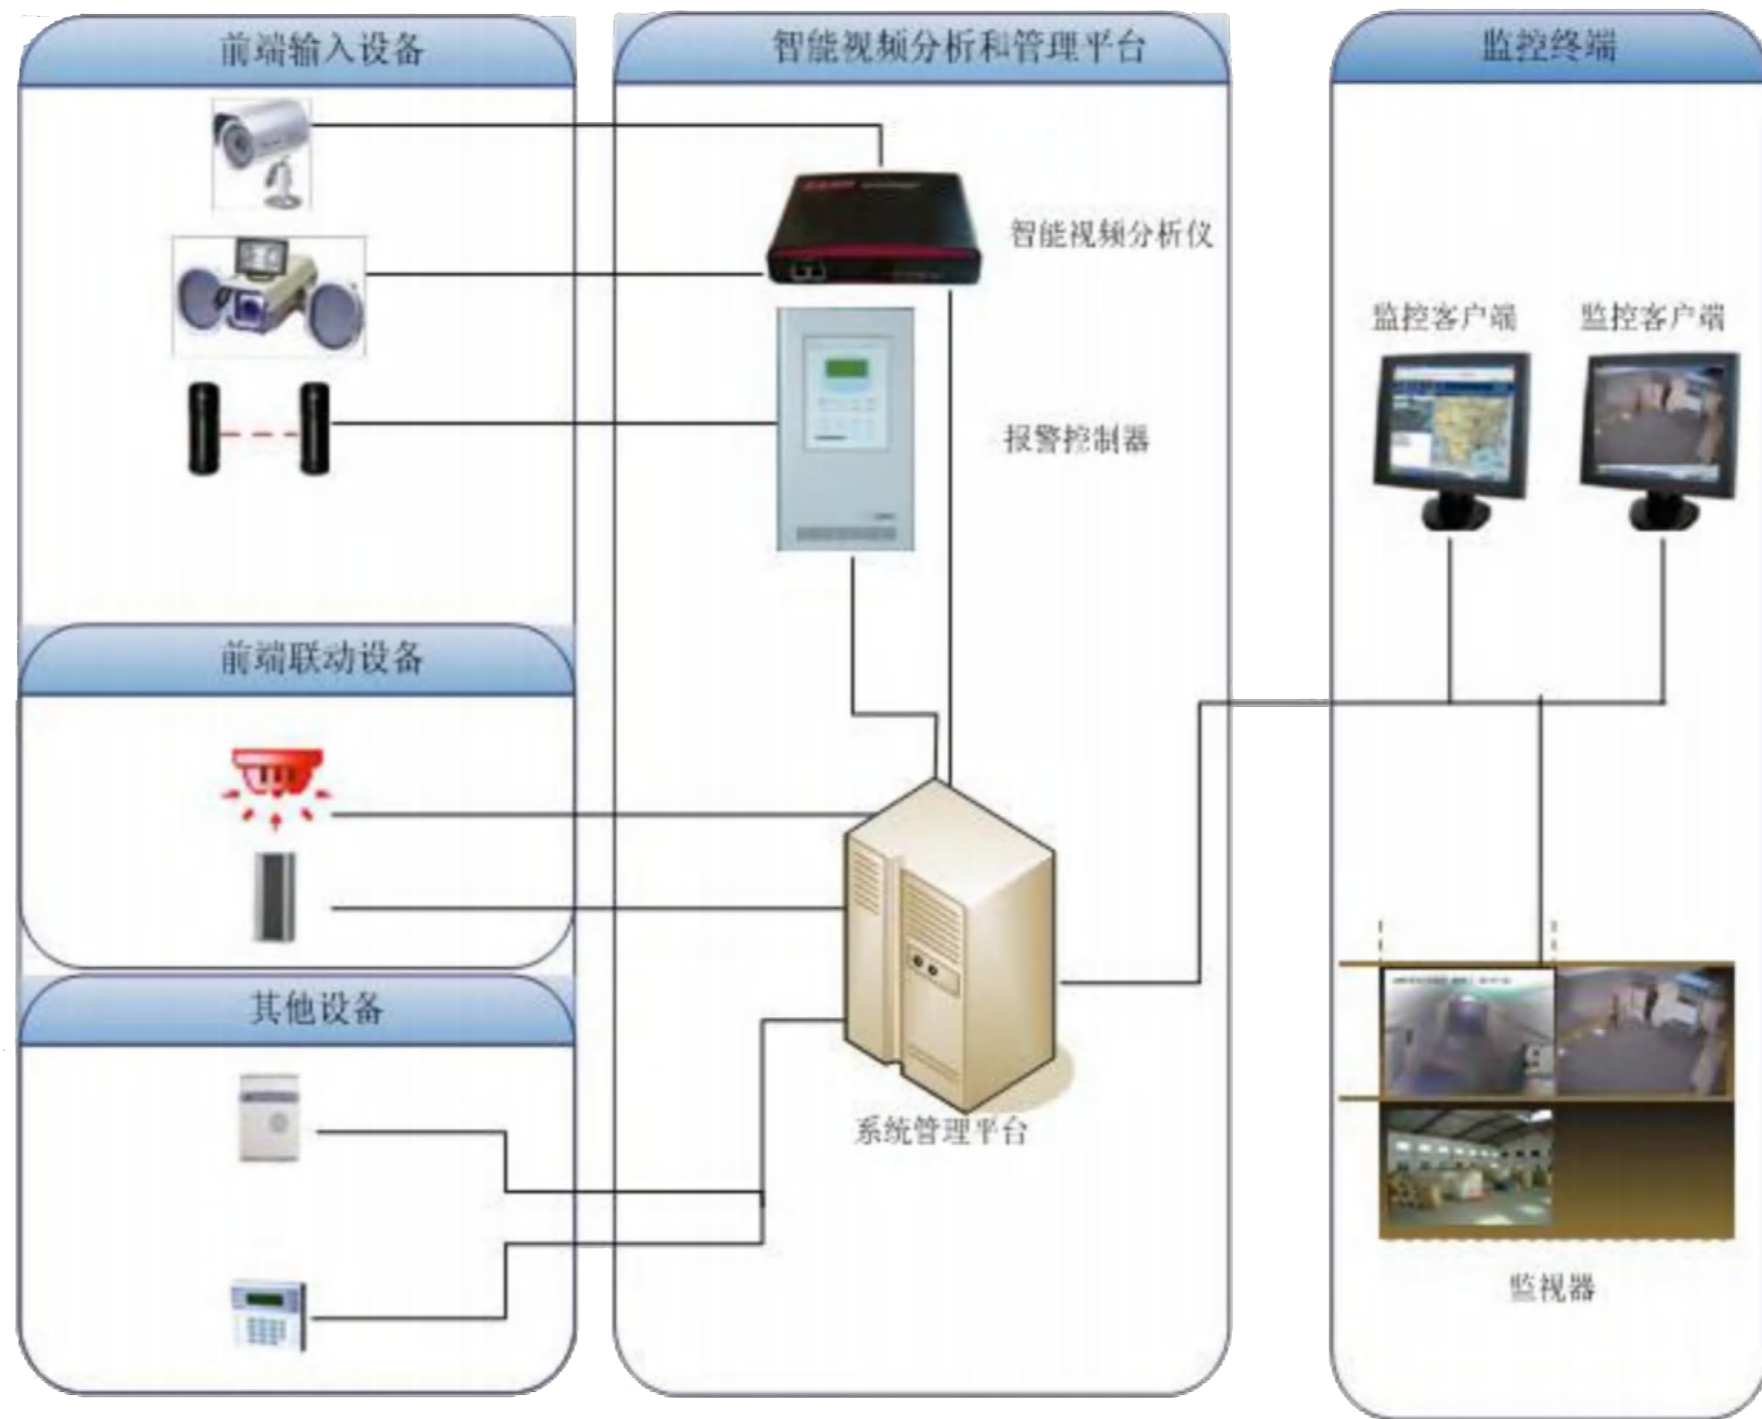 前端输入设备
智能视频分析和管理平台
监控终端
智能视频分析仪
监控客户端
监控客户端
报警控制器
前端联动设备
其他设备
系统管理平台
监视器